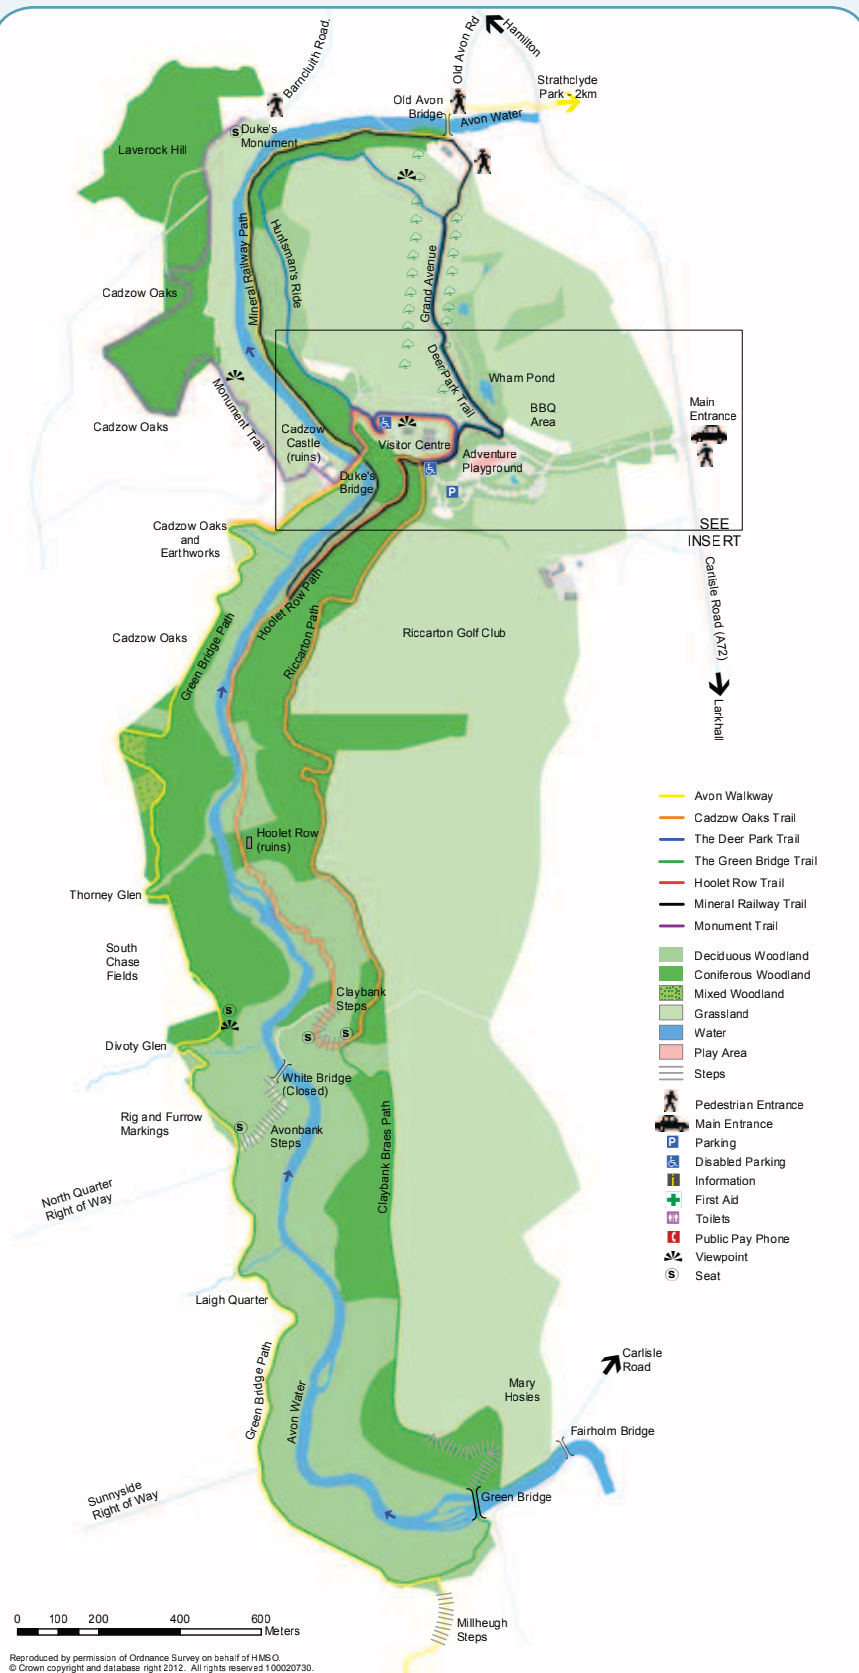 Barncluith Road.
Old Avon Rd
Hamilton
Strathclyde
Park - 2km
Old Avon
Bridge
Avon Water
S
Duke's
Monument
Laverock Hill
Mineral Railway Path
Huntsman's Ride
Grand Avenue
Cadzow Oaks
Deer Park Trail
Wham Pond
Monument Trail
BBQ
Area
Main
Entrance
Cadzow Oaks
Cadzow
Castle
(ruins)
Visitor Centre
Adventure
Playground
Duke's
Bridge
P
Cadzow Oaks
and
Earthworks
SEE
INSERT
Carlisle Road (A72)
Larkhall
Hoolet Row Path
Riccarton Path
Cadzow Oaks
Green Bridge Path
Riccarton Golf Club
Hoolet Row
(ruins)
Thorney Glen
South
Chase
Fields
Claybank
Steps
S
S
S
Divoty Glen
White Bridge
(Closed)
Rig and Furrow
Markings
S
Avonbank
Steps
Claybank Braes Path
North Quarter
Right of Way
Laigh Quarter
Green Bridge Path
Avon Water
Mary
Hosies
Carlisle
Road
Fairholm Bridge
Sunnyside
Right of Way
Green Bridge
Millheugh
Steps
Avon Walkway
Cadzow Oaks Trail
The Deer Park Trail
The Green Bridge Trail
Hoolet Row Trail
Mineral Railway Trail
Monument Trail
Deciduous Woodland
Coniferous Woodland
Mixed Woodland
Grassland
Water
Play Area
Steps
Pedestrian Entrance
Main Entrance
P Parking
Disabled Parking
i Information
First Aid
Toilets
Public Pay Phone
Viewpoint
S Seat
0 100 200 400 600
Meters
Reproduced by permission of Ordnance Survey on behalf of HMSO.
© Crown copyright and database right 2012. All rights reserved 100020730.